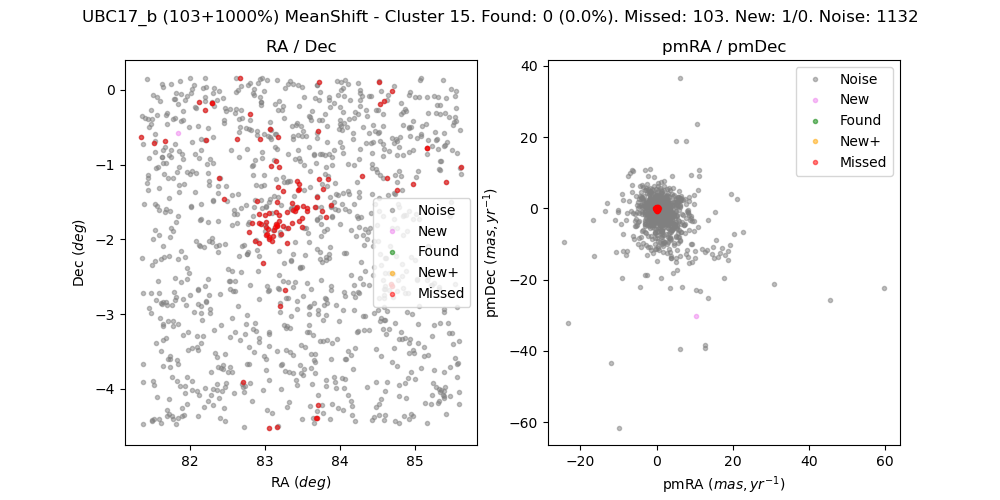 UBC17_b (103+1000%) MeanShift - Cluster 15. Found: 0 (0.0%). Missed: 103. New: 1/0. Noise: 1132
RA / Dec
0
−1
−2
−3
−4
Dec (deg)
82
83
84
85
RA (deg)
Noise
New
Found
New+
Missed
pmRA / pmDec
40
20
0
−20
−40
−60
pmDec (mas, yr⁻¹)
−20
0
20
40
60
pmRA (mas, yr⁻¹)
Noise
New
Found
New+
Missed